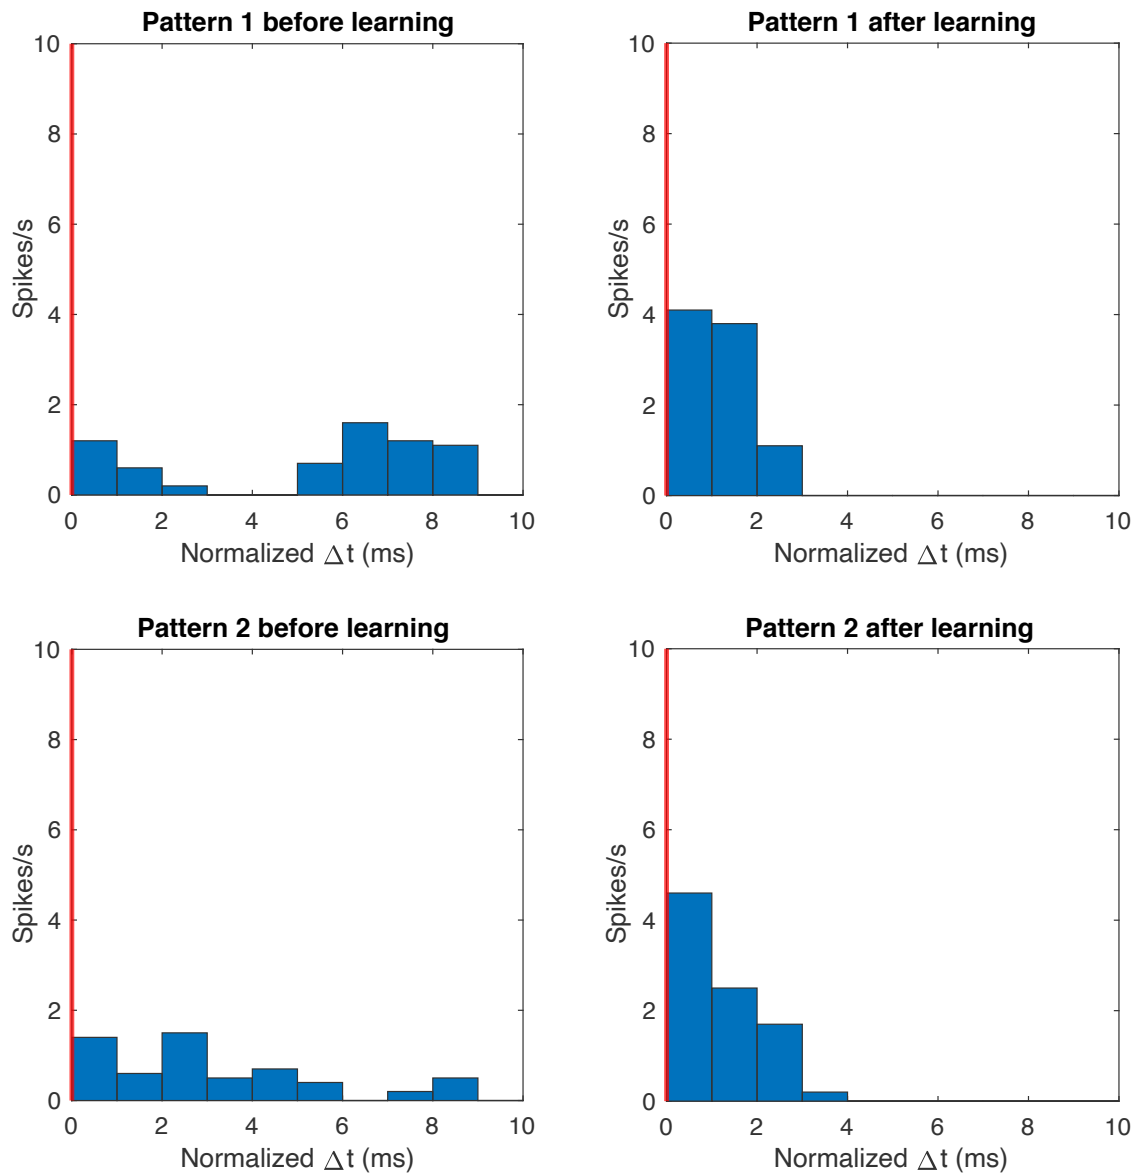 Pattern 1 before learning
10
8
6
4
2
0
Spikes/s
0 2 4 6 8 10
Normalized Δt (ms)
Pattern 1 after learning
10
8
6
4
2
0
Spikes/s
0 2 4 6 8 10
Normalized Δt (ms)
Pattern 2 before learning
10
8
6
4
2
0
Spikes/s
0 2 4 6 8 10
Normalized Δt (ms)
Pattern 2 after learning
10
8
6
4
2
0
Spikes/s
0 2 4 6 8 10
Normalized Δt (ms)